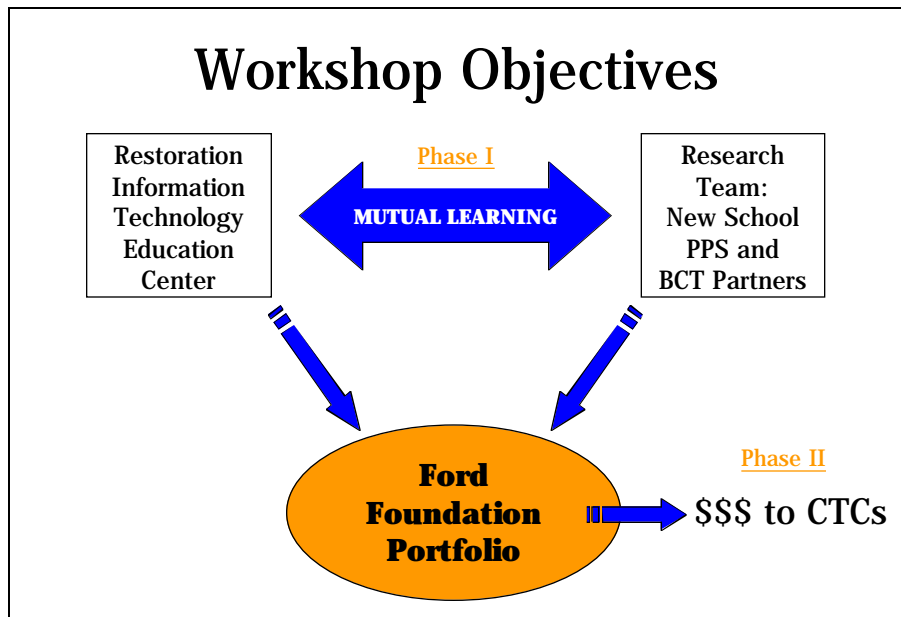 Workshop Objectives
Restoration
Information
Technology
Education
Center
Phase I
MUTUAL LEARNING
Research
Team:
New School
PPS and
BCT Partners
Ford
Foundation
Portfolio
Phase II
$$$ to CTCs